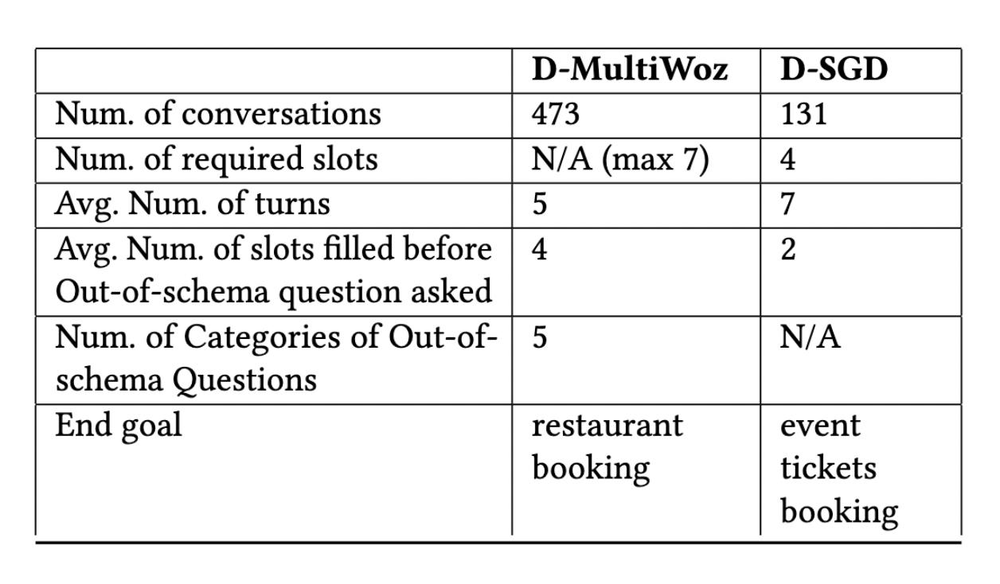 D-MultiWoz D-SGD
Num. of conversations 473 131
Num. of required slots N/A (max 7) 4
Avg. Num. of turns 5 7
Avg. Num. of slots filled before 4 2
Out-of-schema question asked
Num. of Categories of Out-of- 5 N/A
schema Questions
End goal restaurant event
booking tickets
booking